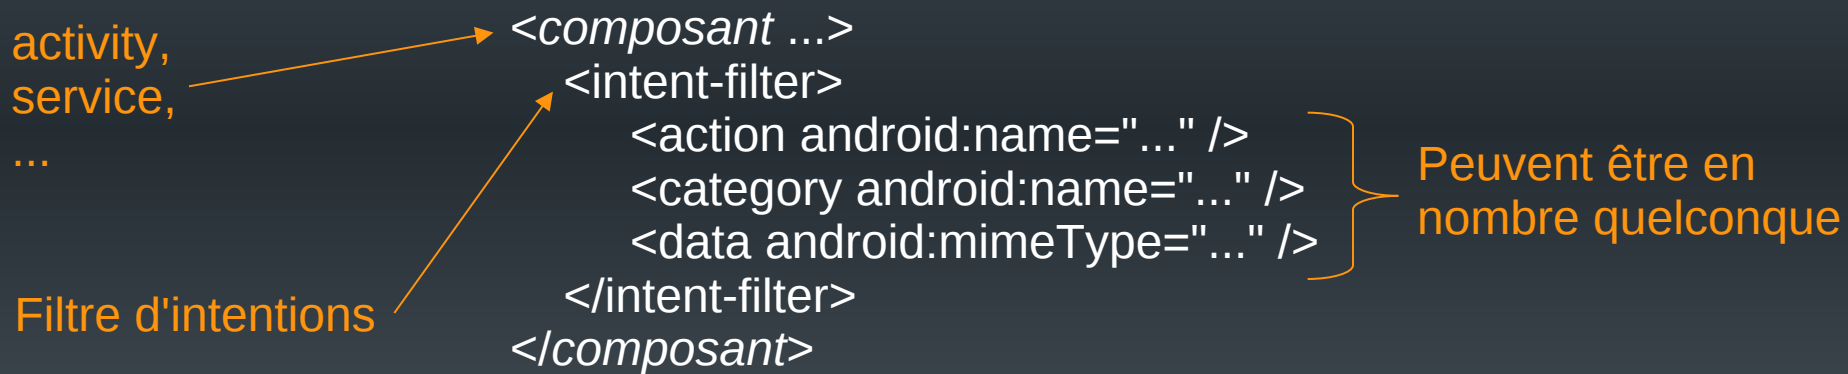 activity,
service,
...
Filtre d'intentions
<composant ...>
<intent-filter>
<action android:name="..." />
<category android:name="..." />
<data android:mimeType="..." />
</intent-filter>
</composant>
Peuvent être en
nombre quelconque